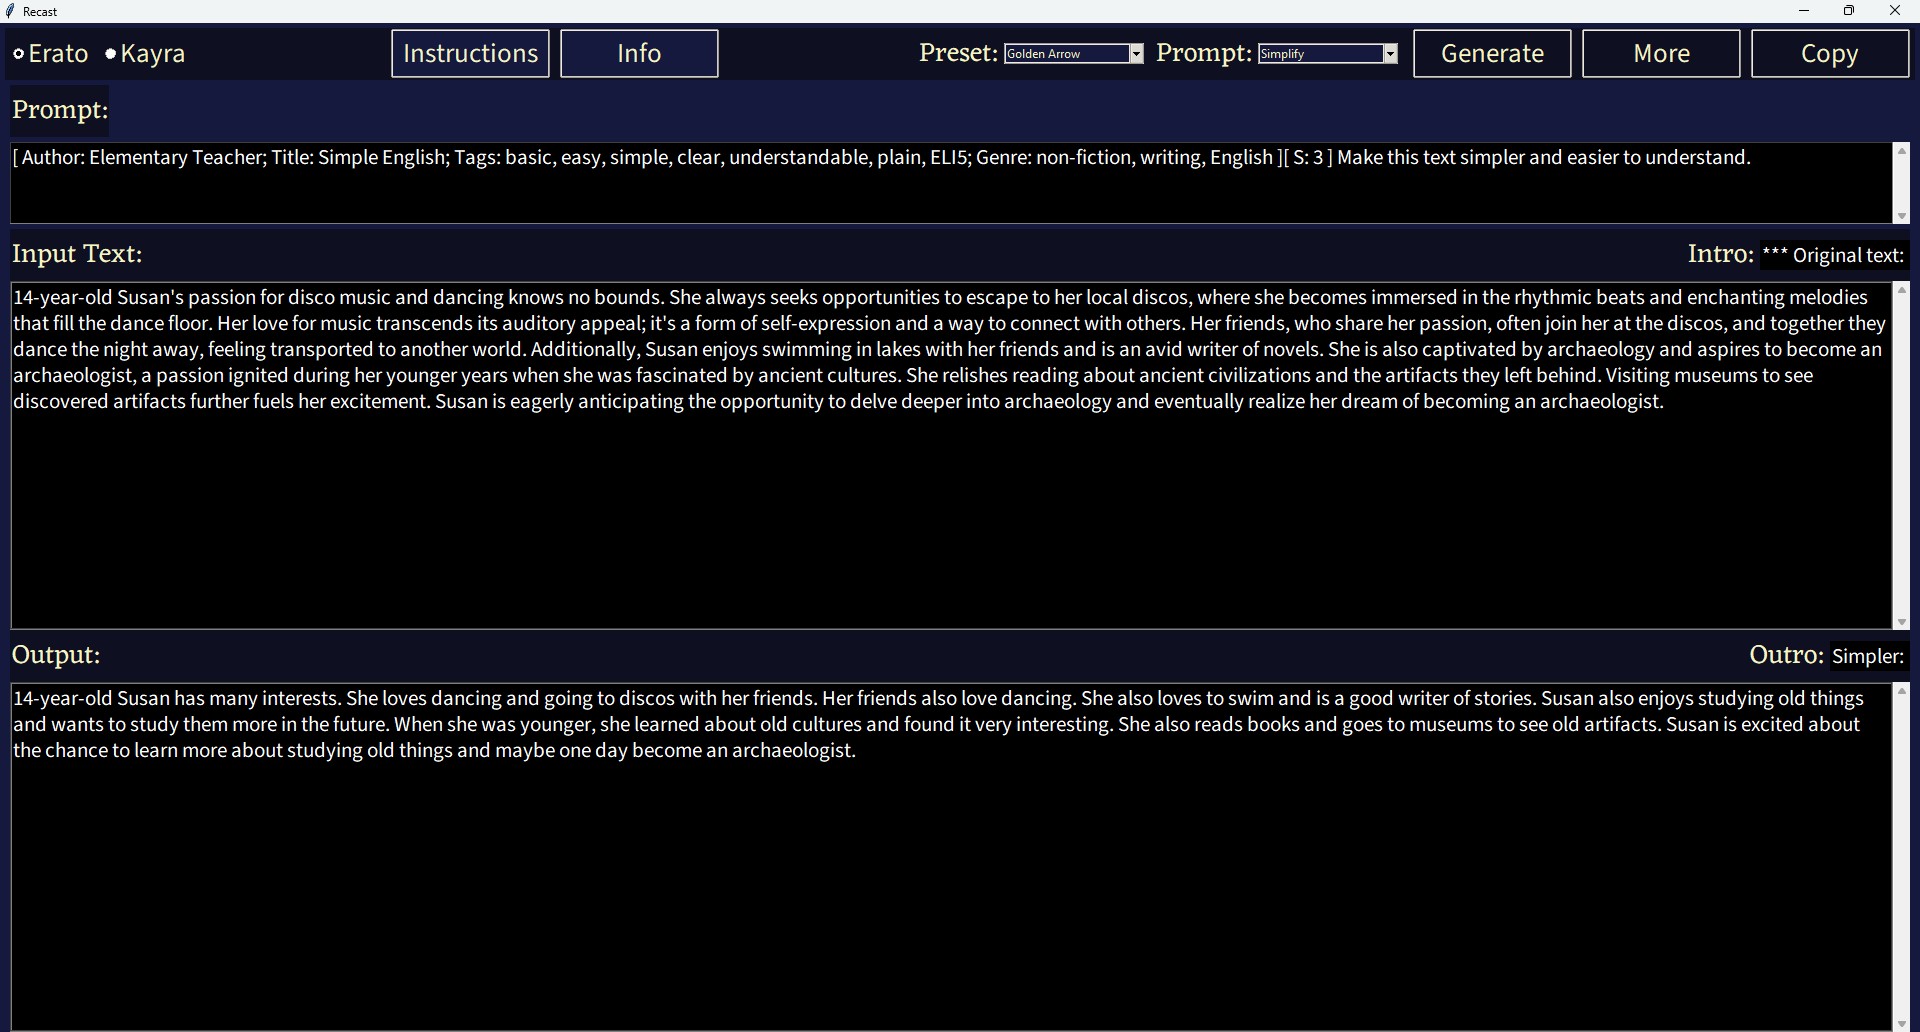 Recast
Erato Kayra Instructions Info Preset: Golden Arrow Prompt: Simplify Generate More Copy
Prompt:
[ Author: Elementary Teacher; Title: Simple English; Tags: basic, easy, simple, clear, understandable, plain, ELI5; Genre: non-fiction, writing, English ][ S: 3 ] Make this text simpler and easier to understand.
Input Text: Intro: *** Original text:
14-year-old Susan's passion for disco music and dancing knows no bounds. She always seeks opportunities to escape to her local discos, where she becomes immersed in the rhythmic beats and enchanting melodies
that fill the dance floor. Her love for music transcends its auditory appeal; it's a form of self-expression and a way to connect with others. Her friends, who share her passion, often join her at the discos, and together they
dance the night away, feeling transported to another world. Additionally, Susan enjoys swimming in lakes with her friends and is an avid writer of novels. She is also captivated by archaeology and aspires to become an
archaeologist, a passion ignited during her younger years when she was fascinated by ancient cultures. She relishes reading about ancient civilizations and the artifacts they left behind. Visiting museums to see
discovered artifacts further fuels her excitement. Susan is eagerly anticipating the opportunity to delve deeper into archaeology and eventually realize her dream of becoming an archaeologist.
Output: Outro: Simpler:
14-year-old Susan has many interests. She loves dancing and going to discos with her friends. Her friends also love dancing. She also loves to swim and is a good writer of stories. Susan also enjoys studying old things
and wants to study them more in the future. When she was younger, she learned about old cultures and found it very interesting. She also reads books and goes to museums to see old artifacts. Susan is excited about
the chance to learn more about studying old things and maybe one day become an archaeologist.